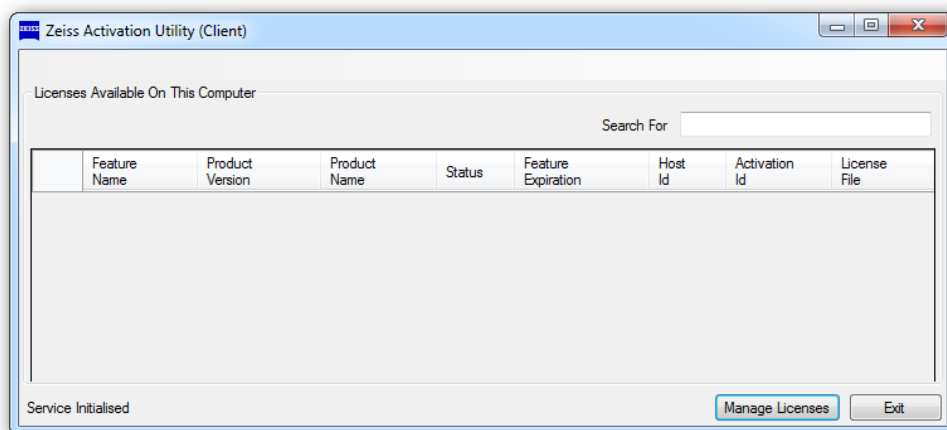 ZEISS Zeiss Activation Utility (Client)
Licenses Available On This Computer
Search For
Feature Name Product Version Product Name Status Feature Expiration Host Id Activation Id License File
Service Initialised Manage Licenses Exit